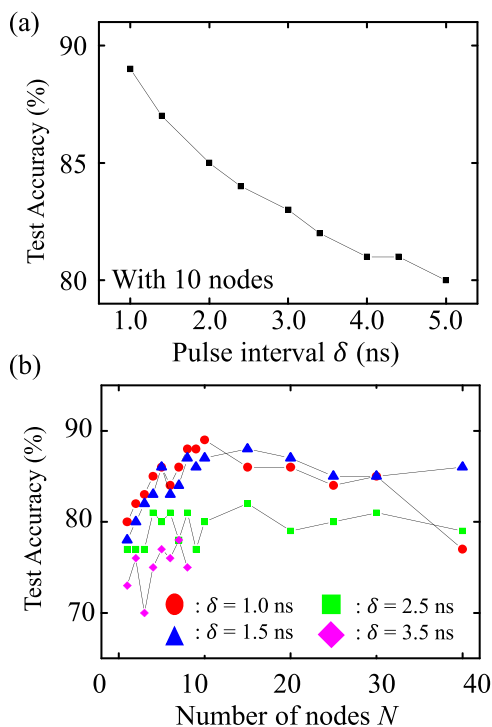 (a)
90
85
80
Test Accuracy (%)
With 10 nodes
1.0 2.0 3.0 4.0 5.0
Pulse interval δ (ns)
(b)
90
80
70
Test Accuracy (%)
: δ = 1.0 ns : δ = 2.5 ns
: δ = 1.5 ns : δ = 3.5 ns
0 10 20 30 40
Number of nodes N